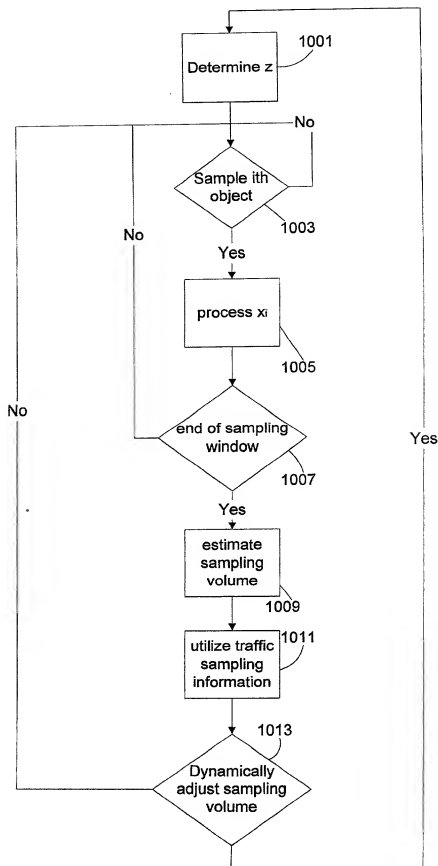 1001
Determine z
No
Sample ith
object
1003
No
Yes
process xi
1005
No
end of sampling
window
1007
Yes
Yes
estimate
sampling
volume
1009
1011
utilize traffic
sampling
information
1013
Dynamically
adjust sampling
volume